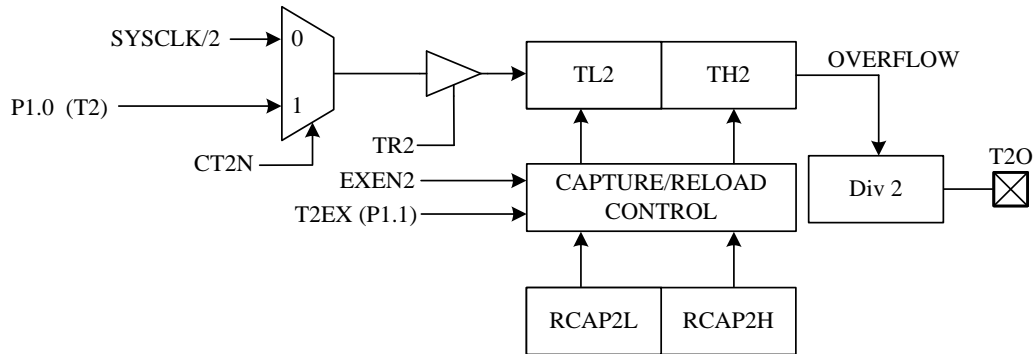 SYSCLK/2
0
P1.0 (T2)
1
CT2N
TR2
TL2
TH2
OVERFLOW
EXEN2
T2EX (P1.1)
CAPTURE/RELOAD
CONTROL
Div 2
T2O
RCAP2L
RCAP2H